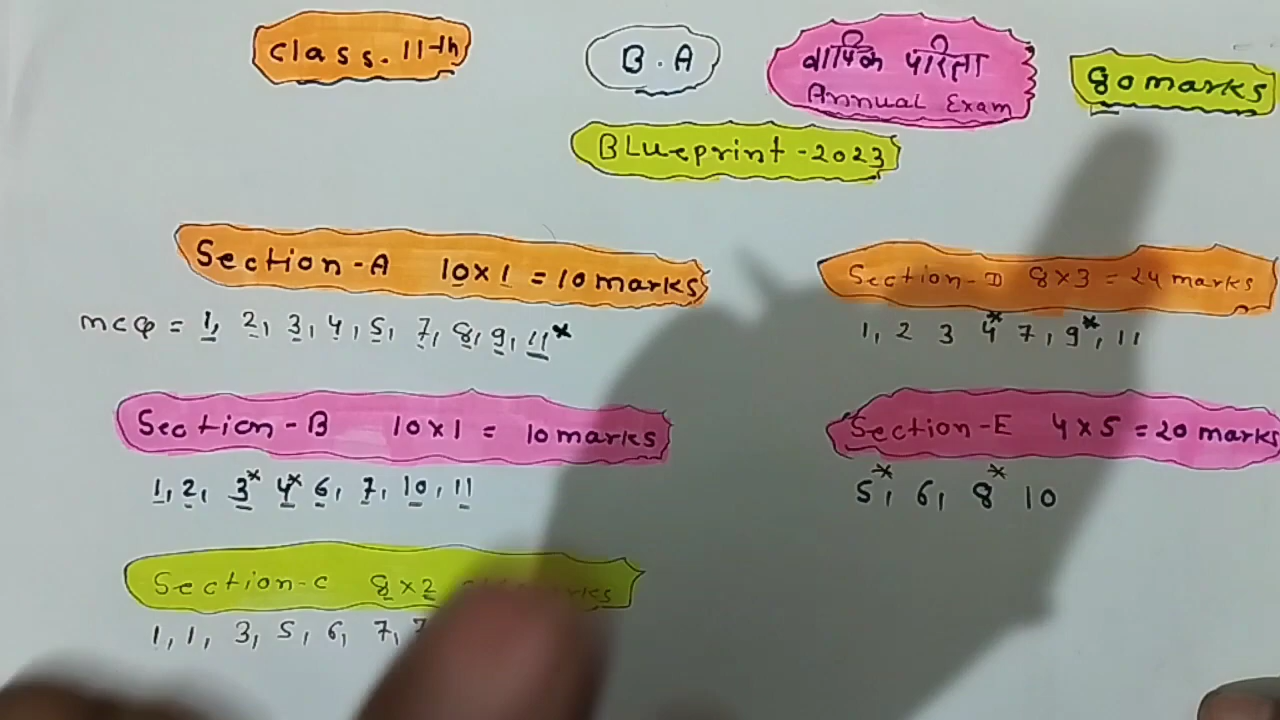 Class. 11th
B.A
वार्षिक परिक्षा
Annual Exam
80 marks
BLueprint - 2023
Section - A 10 x 1 = 10 marks
mcq = 1, 2, 3, 4, 5, 7, 8, 9, 11*
Section - B 10 x 1 = 10 marks
1, 2, 3* 4* 6, 7, 10, 11
Section - C 8 x 2
1, 1, 3, 5, 6, 7,
Section - D 8 x 3 = 24 marks
1, 2 3 4* 7, 9*, 11
Section - E 4 x 5 = 20 marks
5*, 6, 8* 10